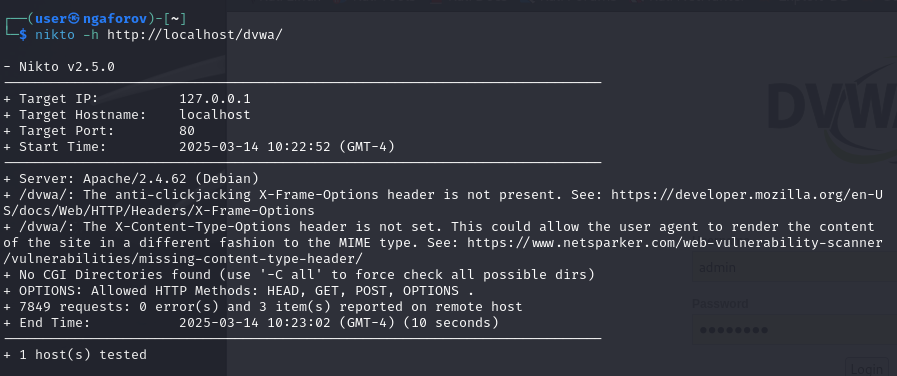 ┌──(user㉿ngaforov)-[~]
└─$ nikto -h http://localhost/dvwa/
- Nikto v2.5.0
---------------------------------------------------------------------------
+ Target IP:          127.0.0.1
+ Target Hostname:    localhost
+ Target Port:        80
+ Start Time:         2025-03-14 10:22:52 (GMT-4)
---------------------------------------------------------------------------
+ Server: Apache/2.4.62 (Debian)
+ /dvwa/: The anti-clickjacking X-Frame-Options header is not present. See: https://developer.mozilla.org/en-U
S/docs/Web/HTTP/Headers/X-Frame-Options
+ /dvwa/: The X-Content-Type-Options header is not set. This could allow the user agent to render the content
of the site in a different fashion to the MIME type. See: https://www.netsparker.com/web-vulnerability-scanner
/vulnerabilities/missing-content-type-header/
+ No CGI Directories found (use '-C all' to force check all possible dirs)
+ OPTIONS: Allowed HTTP Methods: HEAD, GET, POST, OPTIONS .
+ 7849 requests: 0 error(s) and 3 item(s) reported on remote host
+ End Time:           2025-03-14 10:23:02 (GMT-4) (10 seconds)
---------------------------------------------------------------------------
+ 1 host(s) tested
DVWA
admin
Password
●●●●●●●●
Login